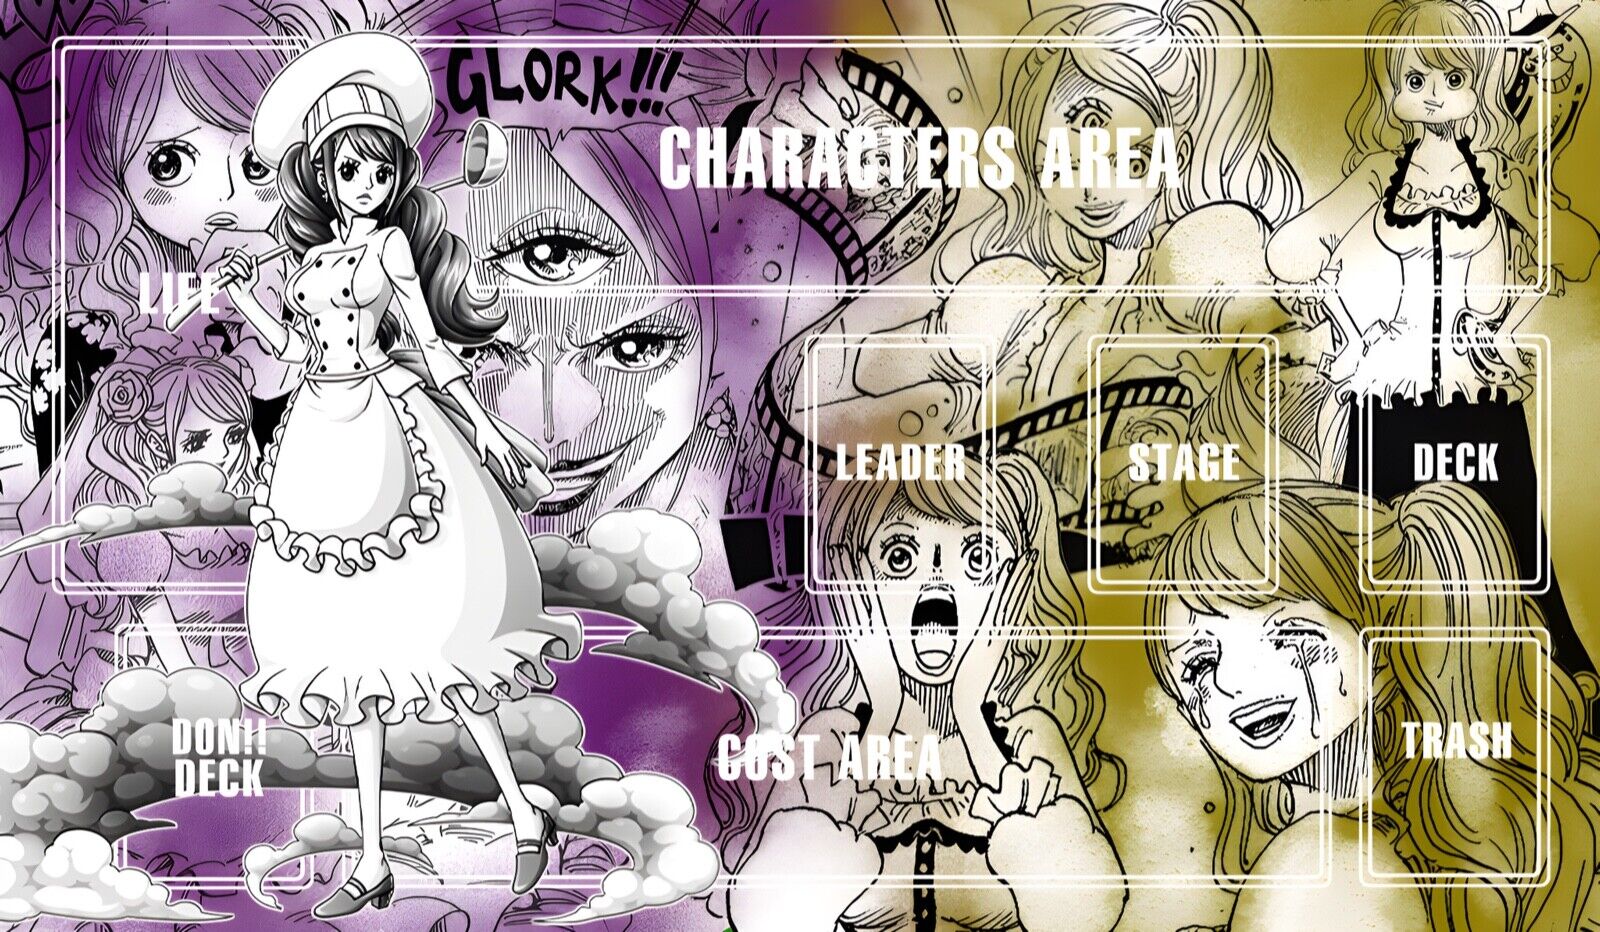 GLORK!!!
CHARACTERS AREA
LIFE
LEADER
STAGE
DECK
DON!!
DECK
COST AREA
TRASH